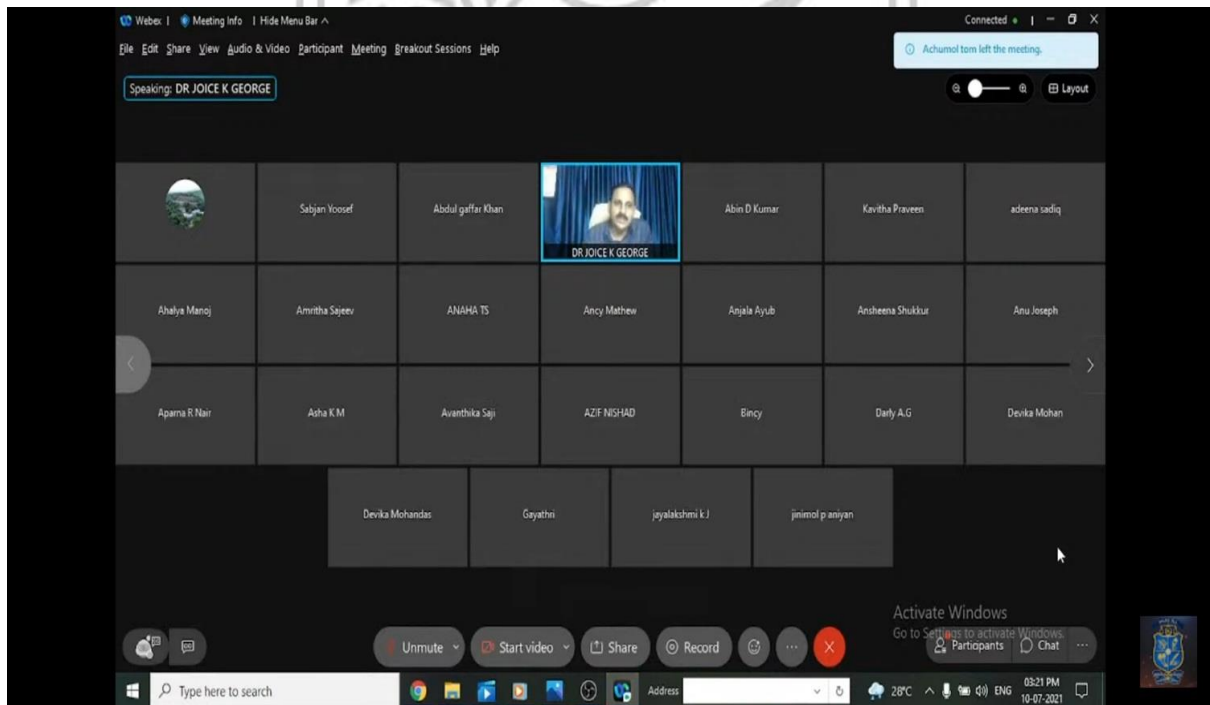 Webex | Meeting Info | Hide Menu Bar
Connected
File Edit Share View Audio & Video Participant Meeting Breakout Sessions Help
Achumol tom left the meeting.
Speaking: DR JOICE K GEORGE
Layout
Sabjan Yoosef
Abdul gaffar Khan
DR JOICE K GEORGE
Abin D Kumar
Kavitha Praveen
adeena sadiq
Ahalya Manoj
Amritha Sajeev
ANAHA TS
Ancy Mathew
Anjala Ayub
Ansheena Shukkur
Anu Joseph
Aparna R Nair
Asha K M
Avanthika Saji
AZIF NISHAD
Bincy
Darly A.G
Devika Mohan
Devika Mohandas
Gayathri
jayalakshmi k.J
jinimol p aniyan
Activate Windows
Go to Settings to activate Windows.
Unmute Start video Share Record Participants Chat
Type here to search
Address
28°C ENG
03:21 PM
10-07-2021